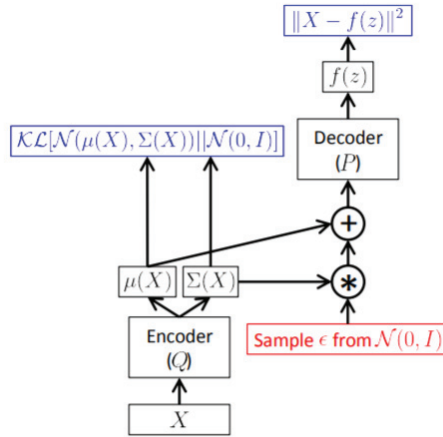 ‖X − f(z)‖²
f(z)
𝒦ℒ[𝒩(μ(X), Σ(X))||𝒩(0, I)]
Decoder
(P)
+
μ(X)
Σ(X)
*
Encoder
(Q)
Sample ϵ from 𝒩(0, I)
X